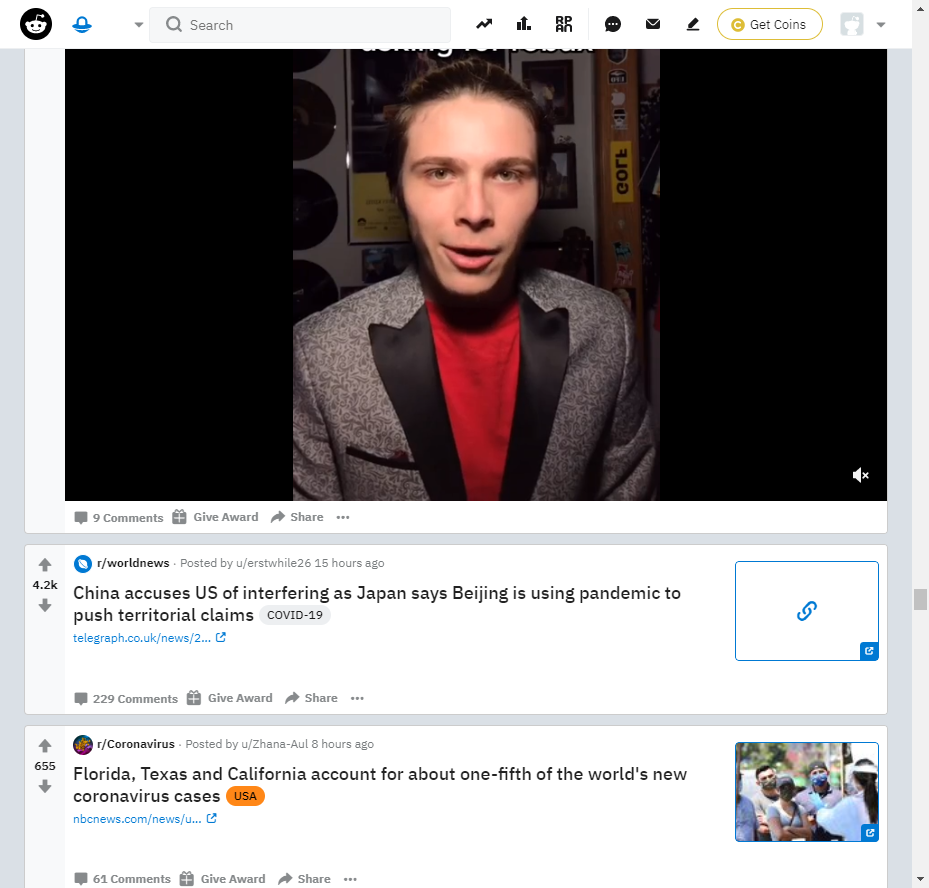 Search
Get Coins
asking for robux
GOLF
9 Comments Give Award Share
r/worldnews · Posted by u/erstwhile26 15 hours ago
4.2k
China accuses US of interfering as Japan says Beijing is using pandemic to
push territorial claims COVID-19
telegraph.co.uk/news/2...
229 Comments Give Award Share
r/Coronavirus · Posted by u/Zhana-Aul 8 hours ago
655
Florida, Texas and California account for about one-fifth of the world's new
coronavirus cases USA
nbcnews.com/news/u...
61 Comments Give Award Share